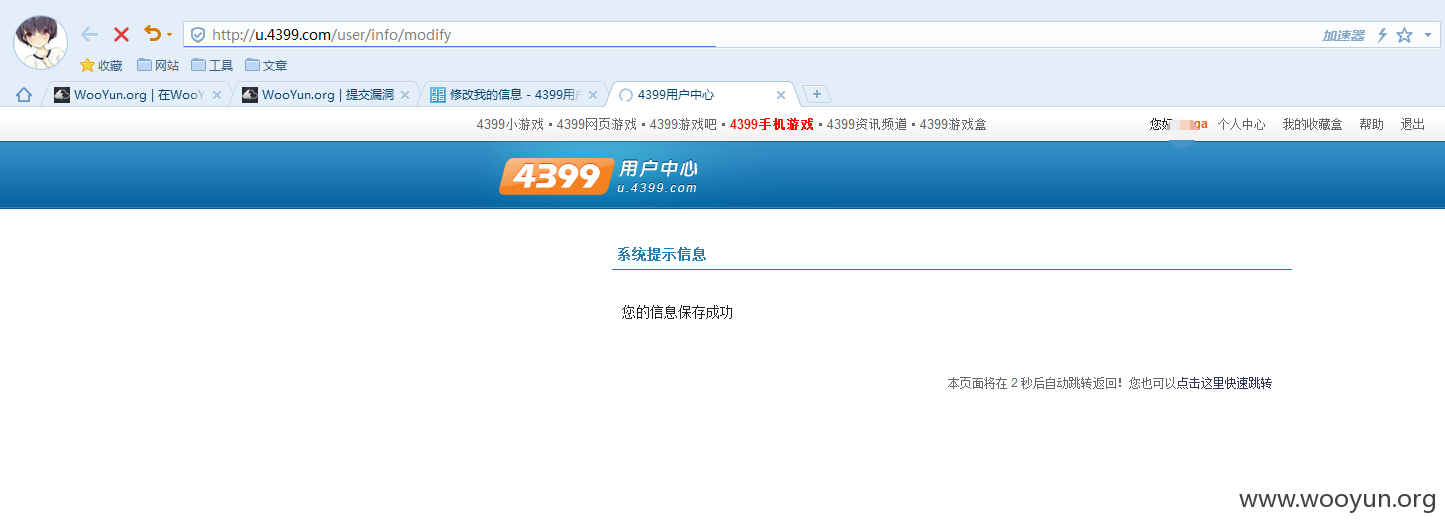 http://u.4399.com/user/info/modify
加速器
收藏 网站 工具 文章
WooYun.org | 在WooY
WooYun.org | 提交漏洞
修改我的信息 - 4399用户
4399用户中心
4399小游戏 · 4399网页游戏 · 4399游戏吧 · 4399手机游戏 · 4399资讯频道 · 4399游戏盒
您好 ga 个人中心 我的收藏盒 帮助 退出
4399 用户中心
u.4399.com
系统提示信息
您的信息保存成功
本页面将在 2 秒后自动跳转返回！您也可以点击这里快速跳转
www.wooyun.org